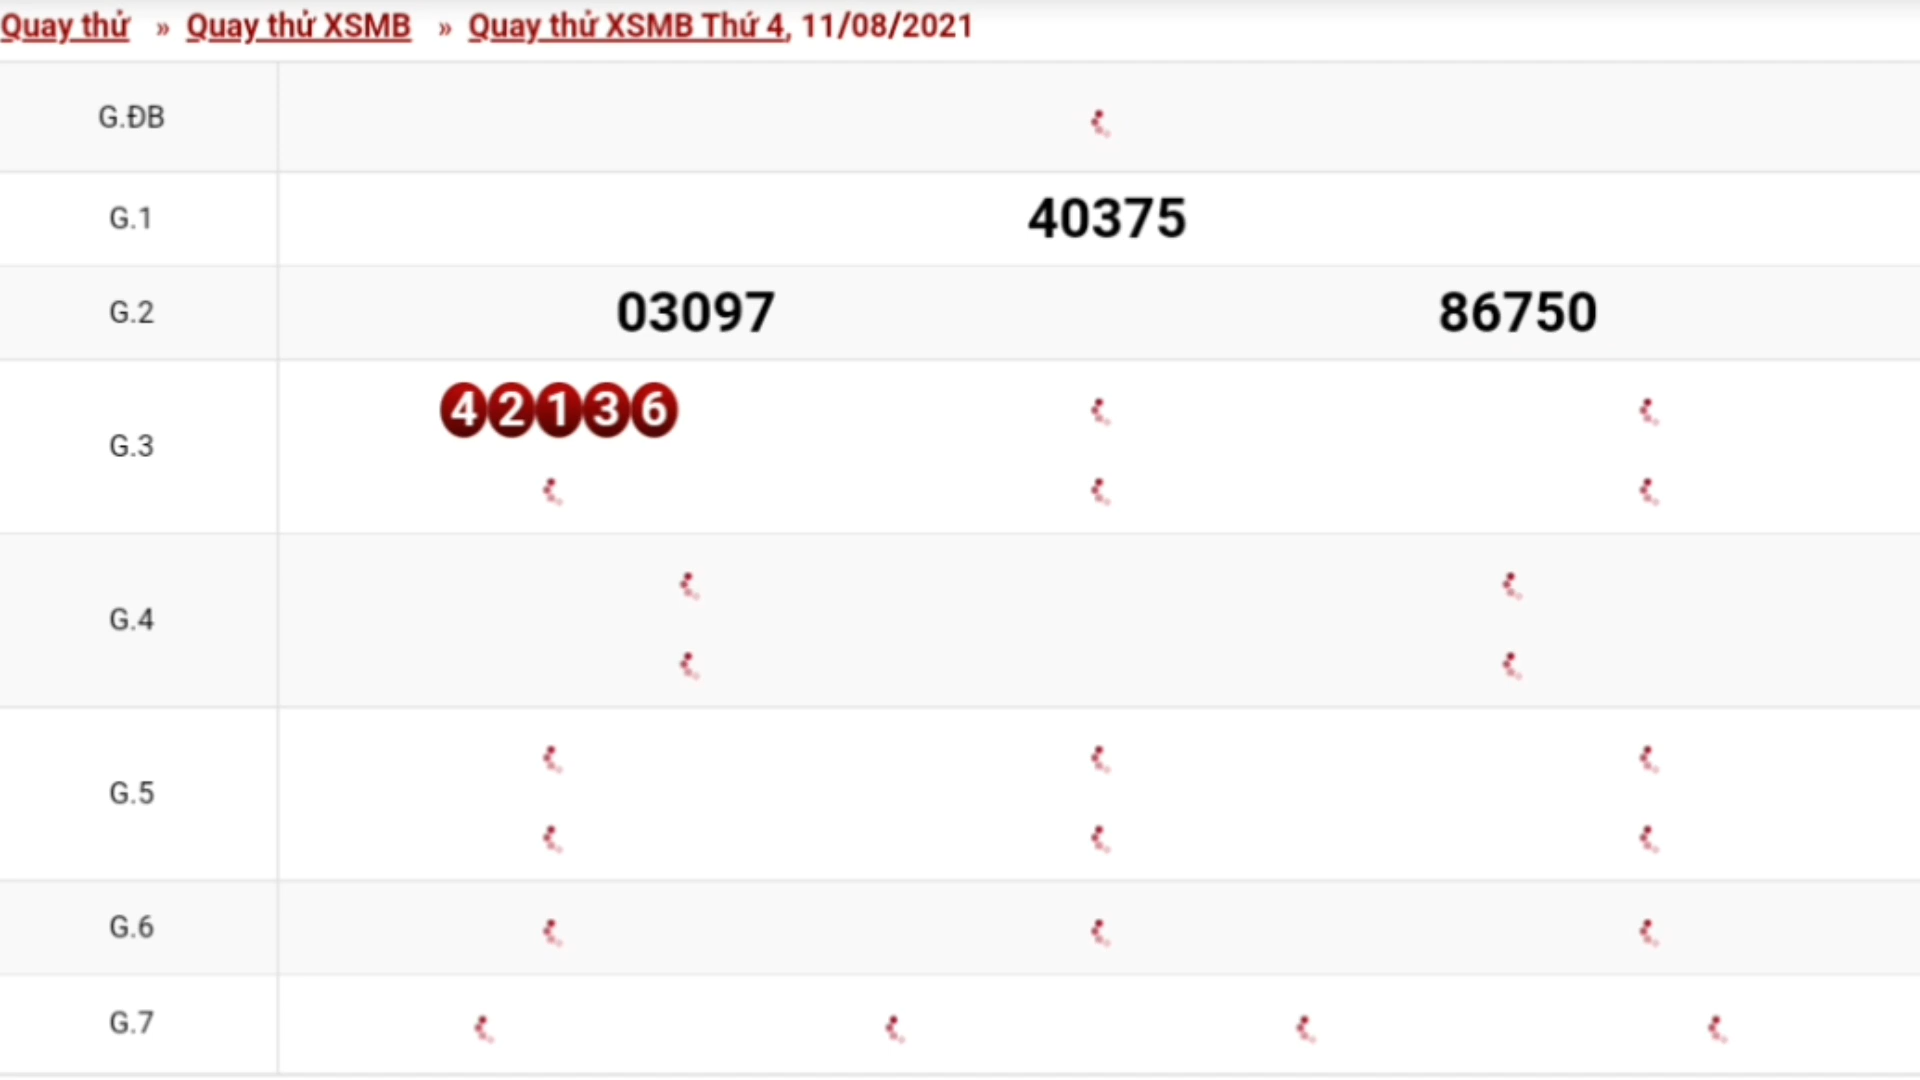 Quay thử » Quay thử XSMB » Quay thử XSMB Thứ 4, 11/08/2021
G.ĐB
G.1 40375
G.2 03097 86750
G.3 42136
G.4
G.5
G.6
G.7